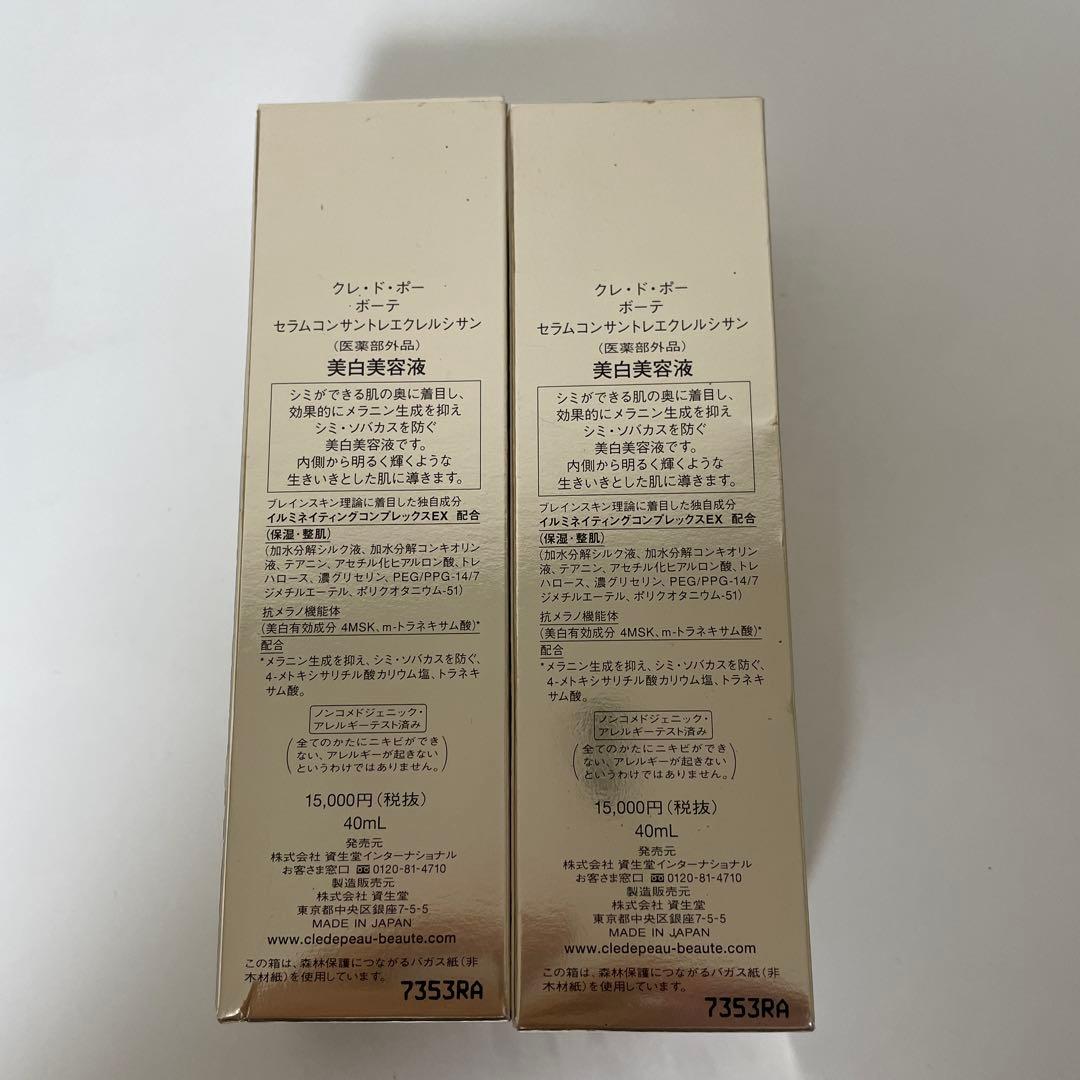 クレ・ド・ポー
ボーテ
セラムコンサントレエクレルシサン
（医薬部外品）
美白美容液
シミができる肌の奥に着目し、
効果的にメラニン生成を抑え
シミ・ソバカスを防ぐ
美白美容液です。
内側から明るく輝くような
生きいきとした肌に導きます。
ブレインスキン理論に着目した独自成分
イルミネイティングコンプレックスEX 配合
（保湿・整肌）
（加水分解シルク液、加水分解コンキオリン
液、テアニン、アセチル化ヒアルロン酸、トレ
ハロース、濃グリセリン、PEG/PPG-14/7
ジメチルエーテル、ポリクオタニウム-51）
抗メラノ機能体
（美白有効成分 4MSK、m-トラネキサム酸）*
配合
*メラニン生成を抑え、シミ・ソバカスを防ぐ、
4-メトキシサリチル酸カリウム塩、トラネキ
サム酸。
ノンコメドジェニック・
アレルギーテスト済み
（全てのかたにニキビができ
ない、アレルギーが起きない
というわけではありません。）
15,000円（税抜）
40mL
発売元
株式会社 資生堂インターナショナル
お客さま窓口 0120-81-4710
製造販売元
株式会社 資生堂
東京都中央区銀座7-5-5
MADE IN JAPAN
www.cledepeau-beaute.com
この箱は、森林保護につながるバガス紙（非
木材紙）を使用しています。
7353RA
クレ・ド・ポー
ボーテ
セラムコンサントレエクレルシサン
（医薬部外品）
美白美容液
シミができる肌の奥に着目し、
効果的にメラニン生成を抑え
シミ・ソバカスを防ぐ
美白美容液です。
内側から明るく輝くような
生きいきとした肌に導きます。
ブレインスキン理論に着目した独自成分
イルミネイティングコンプレックスEX 配合
（保湿・整肌）
（加水分解シルク液、加水分解コンキオリン
液、テアニン、アセチル化ヒアルロン酸、トレ
ハロース、濃グリセリン、PEG/PPG-14/7
ジメチルエーテル、ポリクオタニウム-51）
抗メラノ機能体
（美白有効成分 4MSK、m-トラネキサム酸）*
配合
*メラニン生成を抑え、シミ・ソバカスを防ぐ、
4-メトキシサリチル酸カリウム塩、トラネキ
サム酸。
ノンコメドジェニック・
アレルギーテスト済み
（全てのかたにニキビができ
ない、アレルギーが起きない
というわけではありません。）
15,000円（税抜）
40mL
発売元
株式会社 資生堂インターナショナル
お客さま窓口 0120-81-4710
製造販売元
株式会社 資生堂
東京都中央区銀座7-5-5
MADE IN JAPAN
www.cledepeau-beaute.com
この箱は、森林保護につながるバガス紙（非
木材紙）を使用しています。
7353RA